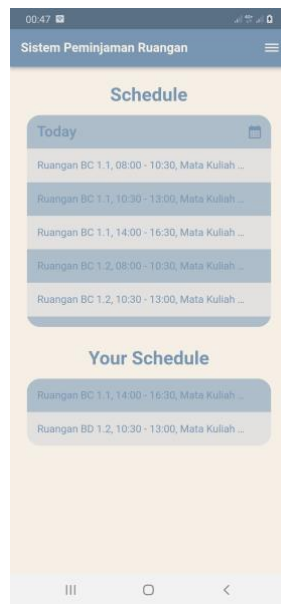 00:47
Sistem Peminjaman Ruangan
Schedule
Today
Ruangan BC 1.1, 08:00 - 10:30, Mata Kuliah ...
Ruangan BC 1.1, 10:30 - 13:00, Mata Kuliah ...
Ruangan BC 1.1, 14:00 - 16:30, Mata Kuliah ...
Ruangan BC 1.2, 08:00 - 10:30, Mata Kuliah ...
Ruangan BC 1.2, 10:30 - 13:00, Mata Kuliah ...
Your Schedule
Ruangan BC 1.1, 14:00 - 16:30, Mata Kuliah ...
Ruangan BD 1.2, 10:30 - 13:00, Mata Kuliah ...